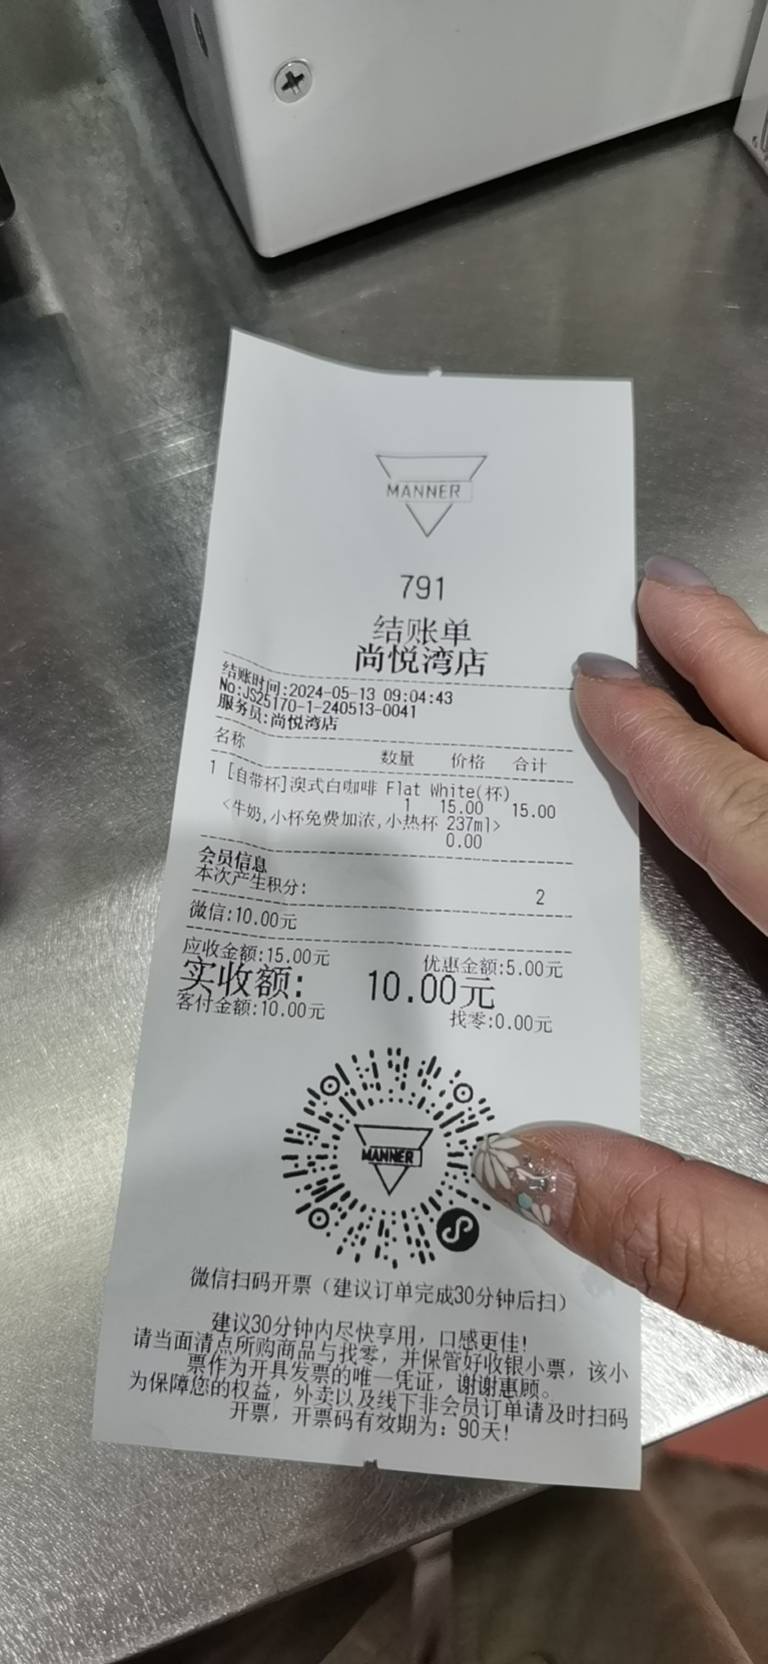 MANNER
791
结账单
尚悦湾店
结账时间:2024-05-13 09:04:43
No:JS25170-1-240513-0041
服务员:尚悦湾店
名称 数量 价格 合计
1 [自带杯]澳式白咖啡 Flat White(杯)
1 15.00 15.00
<牛奶,小杯免费加浓,小热杯 237ml>
0.00
会员信息
本次产生积分: 2
微信:10.00元
应收金额:15.00元 优惠金额:5.00元
实收额: 10.00元
客付金额:10.00元 找零:0.00元
MANNER
微信扫码开票（建议订单完成30分钟后扫）
建议30分钟内尽快享用，口感更佳!
请当面清点所购商品与找零，并保管好收银小票，该小
票作为开具发票的唯一凭证，谢谢惠顾。
为保障您的权益，外卖以及线下非会员订单请及时扫码
开票，开票码有效期为：90天!